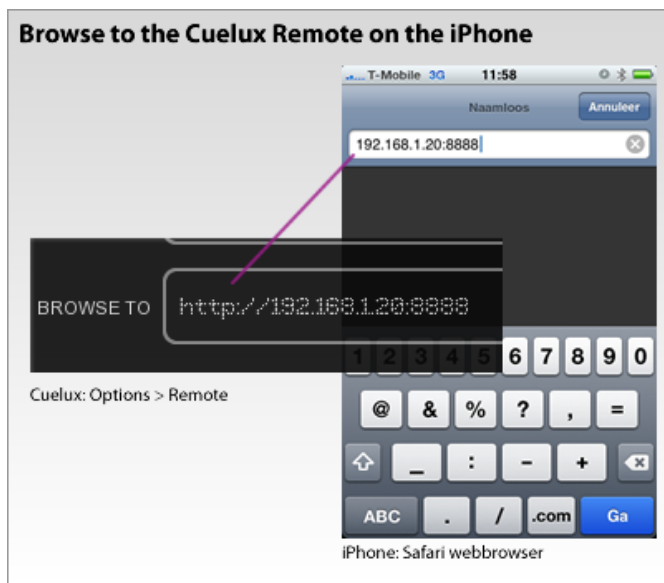 Browse to the Cuelux Remote on the iPhone
T-Mobile 3G 11:58
Naamloos
Annuleer
192.168.1.20:8888
BROWSE TO http://192.168.1.20:8888
1 2 3 4 5 6 7 8 9 0
Cuelux: Options > Remote
@ & % ? , =
_ : - +
ABC . / .com Ga
iPhone: Safari webbrowser